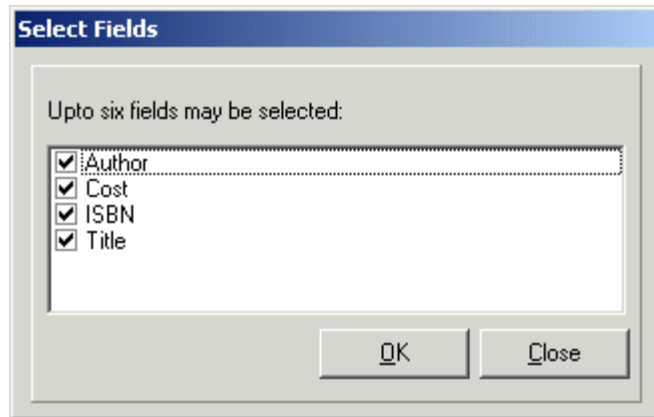 Select Fields
Upto six fields may be selected:
Author
Cost
ISBN
Title
OK
Close